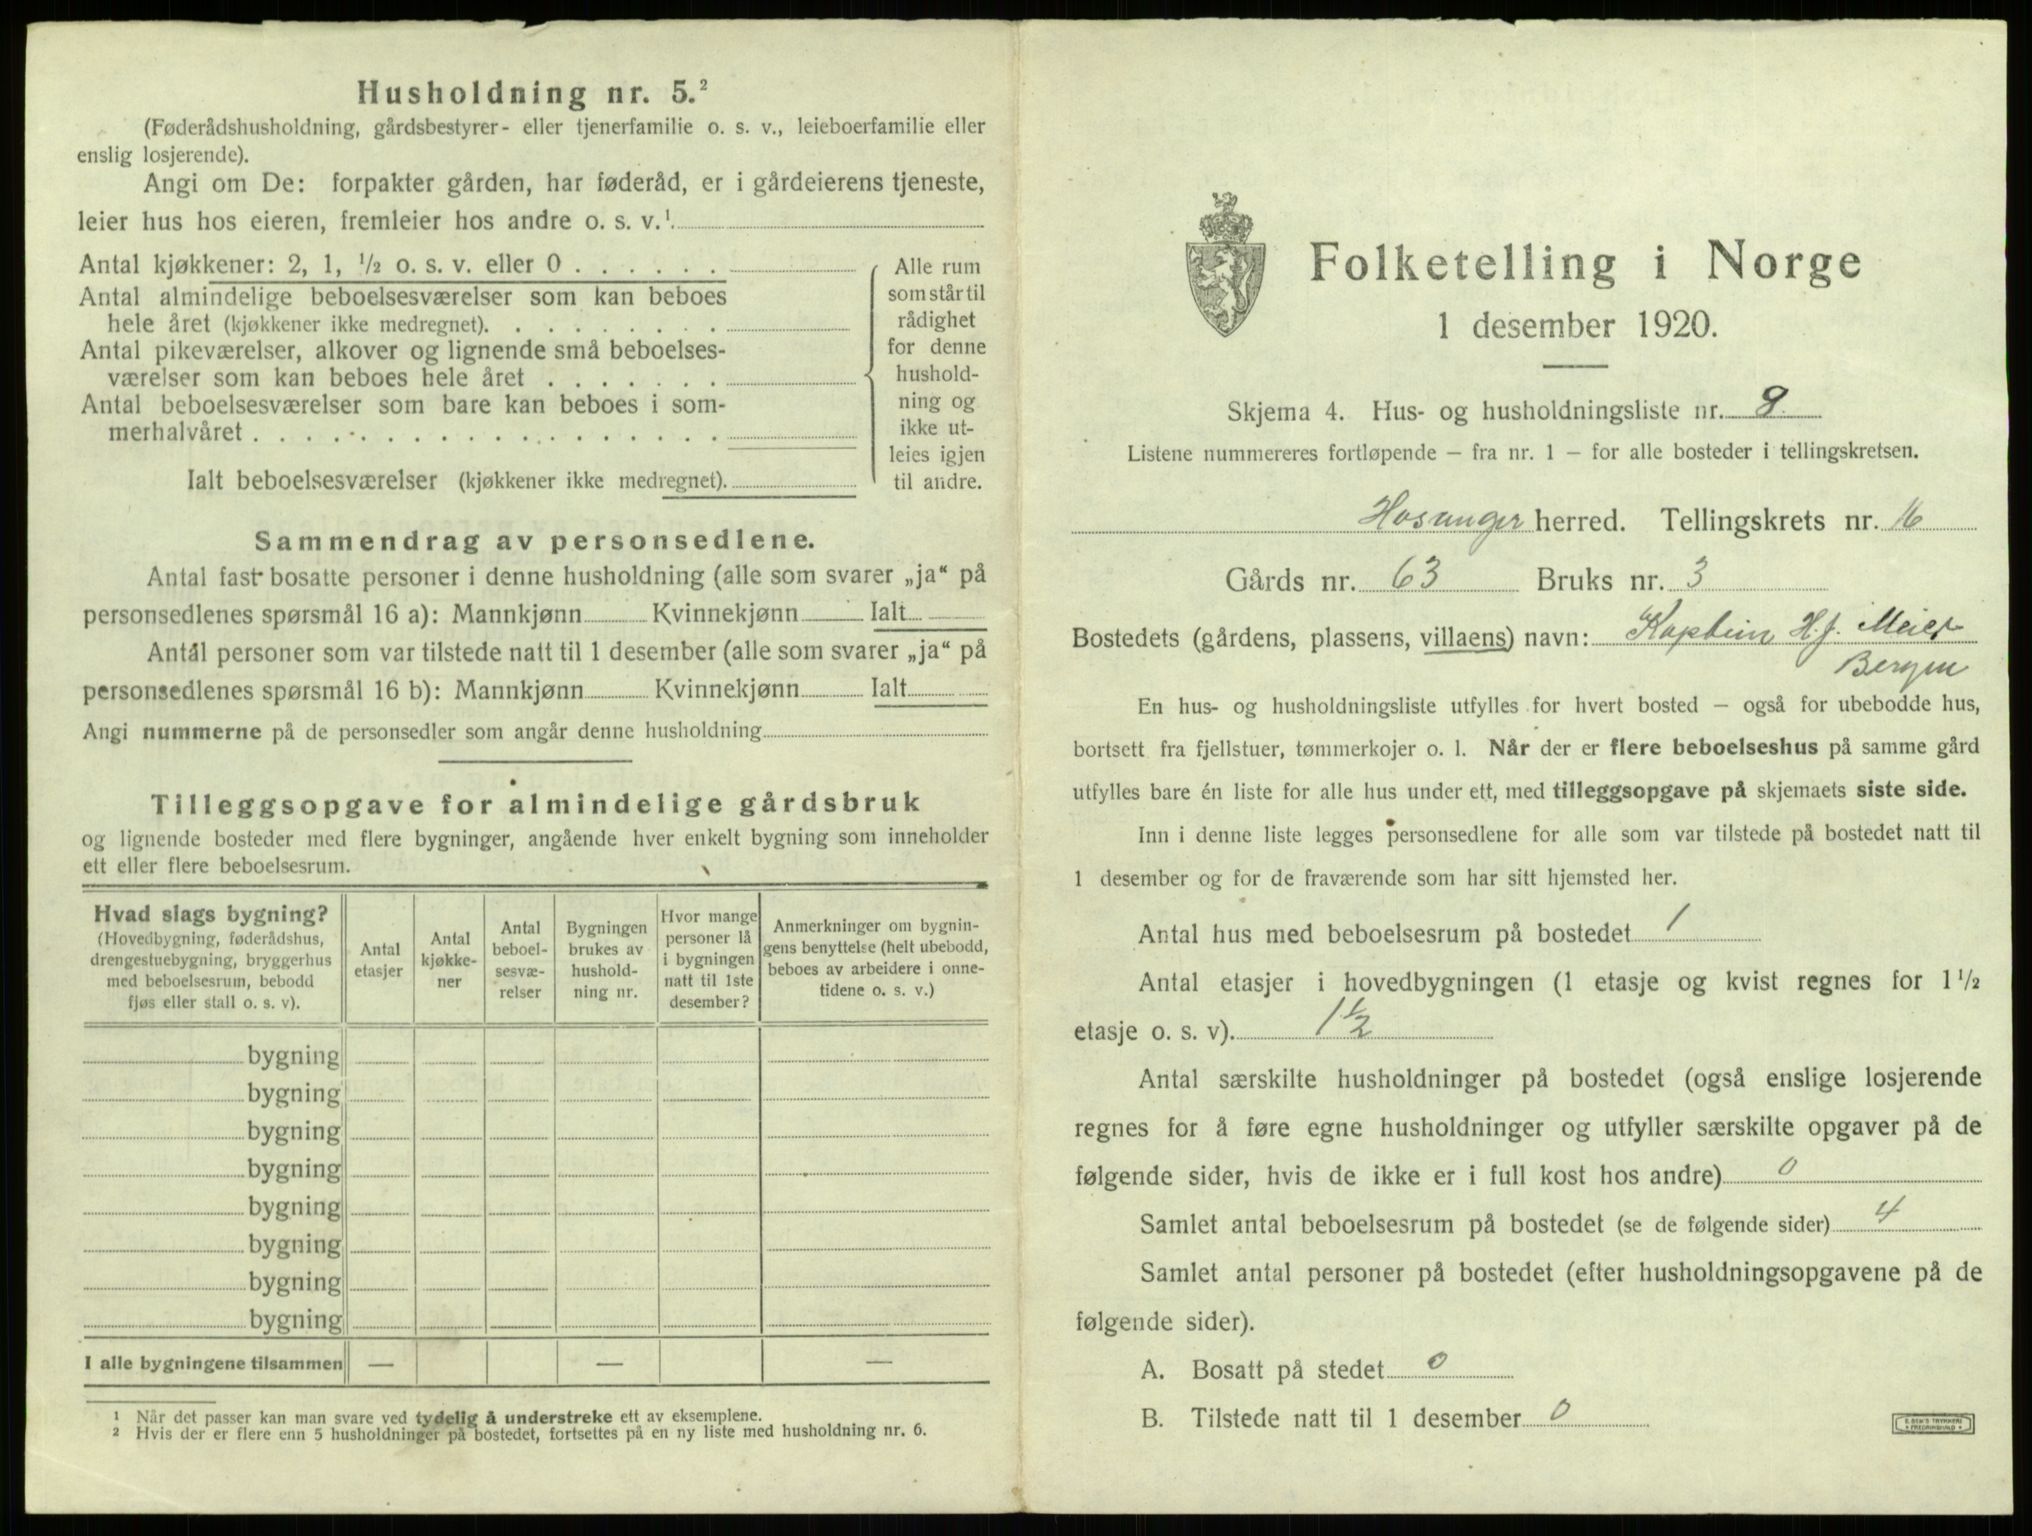 Husholdning nr. 5.²
(Føderådshusholdning, gårdsbestyrer- eller tjenerfamilie o. s. v., leieboerfamilie eller
enslig losjerende).
Angi om De: forpakter gården, har føderåd, er i gårdeierens tjeneste,
leier hus hos eieren, fremleier hos andre o. s. v.¹
Antal kjøkkener: 2, 1, ½ o. s. v. eller 0
Antal almindelige beboelsesværelser som kan beboes
hele året (kjøkkener ikke medregnet).
Antal pikeværelser, alkover og lignende små beboelses-
værelser som kan beboes hele året
Antal beboelsesværelser som bare kan beboes i som-
merhalvåret
Ialt beboelsesværelser (kjøkkener ikke medregnet).
Alle rum
som står til
rådighet
for denne
hushold-
ning og
ikke ut-
leies igjen
til andre.
Sammendrag av personsedlene.
Antal fast bosatte personer i denne husholdning (alle som svarer „ja“ på
personsedlenes spørsmål 16 a): Mannkjønn Kvinnekjønn Ialt
Antal personer som var tilstede natt til 1 desember (alle som svarer „ja“ på
personsedlenes spørsmål 16 b): Mannkjønn Kvinnekjønn Ialt
Angi nummerne på de personsedler som angår denne husholdning
Tilleggsopgave for almindelige gårdsbruk
og lignende bosteder med flere bygninger, angående hver enkelt bygning som inneholder
ett eller flere beboelsesrum.
Hvad slags bygning?
(Hovedbygning, føderådshus,
drengestuebygning, bryggerhus
med beboelsesrum, bebodd
fjøs eller stall o. s. v).
Antal
etasjer
Antal
kjøkke-
ner
Antal
beboel-
sesvæ-
relser
Bygningen
brukes av
hushold-
ning nr.
Hvor mange
personer lå
i bygningen
natt til 1ste
desember?
Anmerkninger om bygnin-
gens benyttelse (helt ubebodd,
beboes av arbeidere i onne-
tidene o. s. v.)
bygning
bygning
bygning
bygning
bygning
bygning
bygning
bygning
I alle bygningene tilsammen — — —
¹ Når det passer kan man svare ved tydelig å understreke ett av eksemplene.
² Hvis der er flere enn 5 husholdninger på bostedet, fortsettes på en ny liste med husholdning nr. 6.
Folketelling i Norge
1 desember 1920.
Skjema 4. Hus- og husholdningsliste nr. 8.
Listene nummereres fortløpende – fra nr. 1 – for alle bosteder i tellingskretsen.
Hosanger herred. Tellingskrets nr. 16
Gårds nr. 63 Bruks nr. 3
Bostedets (gårdens, plassens, villaens) navn: Kaptein H. J. Meier
Bergen
En hus- og husholdningsliste utfylles for hvert bosted – også for ubebodde hus,
bortsett fra fjellstuer, tømmerkojer o. l. Når der er flere beboelseshus på samme gård
utfylles bare én liste for alle hus under ett, med tilleggsopgave på skjemaets siste side.
Inn i denne liste legges personsedlene for alle som var tilstede på bostedet natt til
1 desember og for de fraværende som har sitt hjemsted her.
Antal hus med beboelsesrum på bostedet 1
Antal etasjer i hovedbygningen (1 etasje og kvist regnes for 1½
etasje o. s. v). 1½
Antal særskilte husholdninger på bostedet (også enslige losjerende
regnes for å føre egne husholdninger og utfyller særskilte opgaver på de
følgende sider, hvis de ikke er i full kost hos andre) 0
Samlet antal beboelsesrum på bostedet (se de følgende sider) 4
Samlet antal personer på bostedet (efter husholdningsopgavene på de
følgende sider).
A. Bosatt på stedet 0
B. Tilstede natt til 1 desember 0